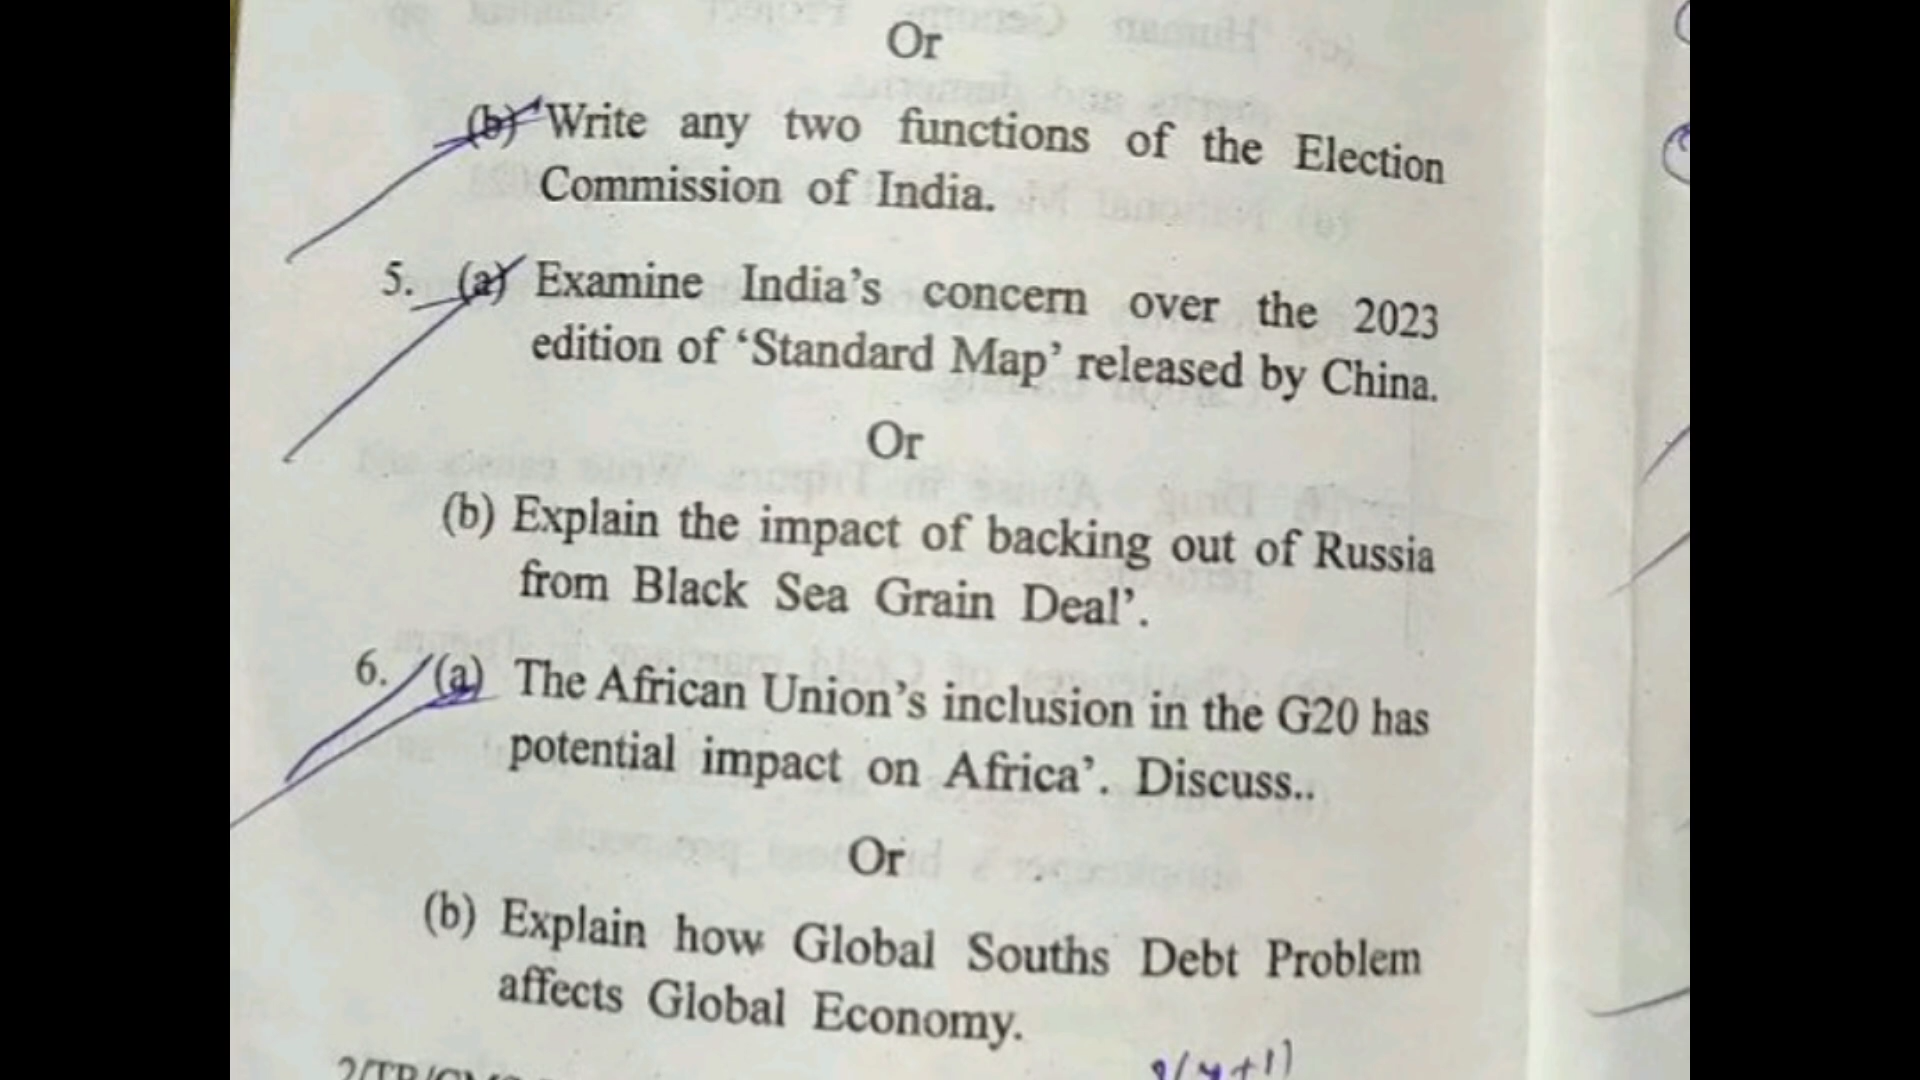 Or
(b) Write any two functions of the Election
Commission of India.
5. (a) Examine India's concern over the 2023
edition of 'Standard Map' released by China.
Or
(b) Explain the impact of backing out of Russia
from Black Sea Grain Deal'.
6. (a) The African Union's inclusion in the G20 has
potential impact on Africa'. Discuss..
Or
(b) Explain how Global Souths Debt Problem
affects Global Economy.